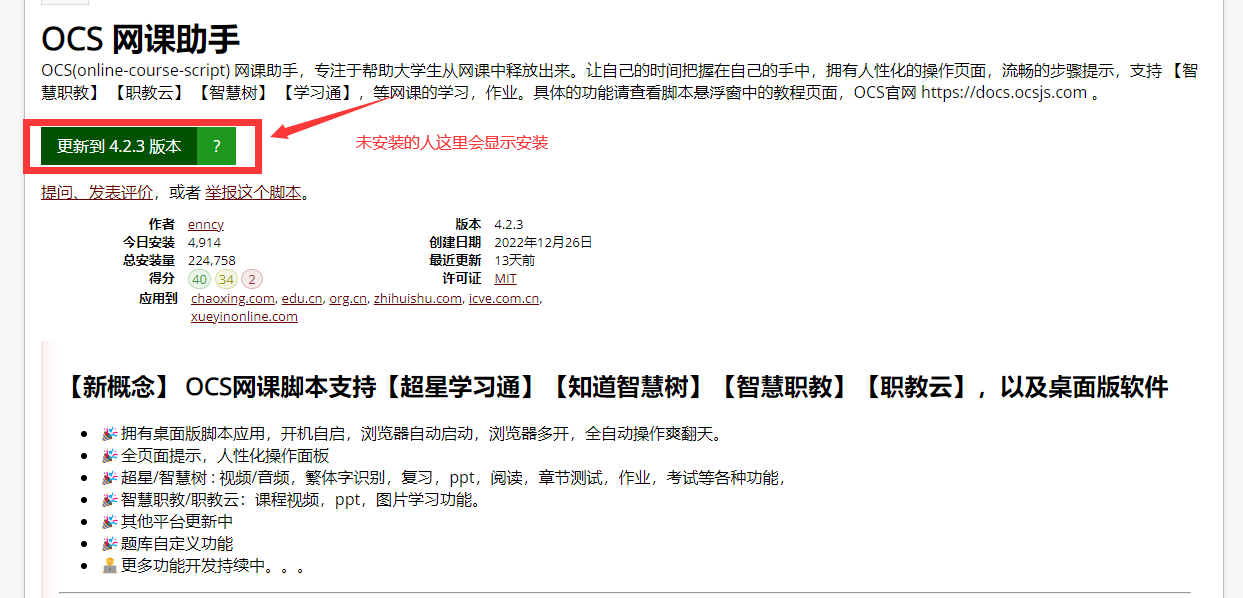 OCS 网课助手
OCS(online-course-script) 网课助手，专注于帮助大学生从网课中释放出来。让自己的时间把握在自己的手中，拥有人性化的操作页面，流畅的步骤提示，支持 【智
慧职教】 【职教云】 【智慧树】 【学习通】，等网课的学习，作业。具体的功能请查看脚本悬浮窗中的教程页面，OCS官网 https://docs.ocsjs.com 。
更新到 4.2.3 版本 ?
未安装的人这里会显示安装
提问、发表评价，或者 举报这个脚本。
作者 enncy 版本 4.2.3
今日安装 4,914 创建日期 2022年12月26日
总安装量 224,758 最近更新 13天前
得分 40 34 2 许可证 MIT
应用到 chaoxing.com, edu.cn, org.cn, zhihuishu.com, icve.com.cn,
xueyinonline.com
【新概念】 OCS网课脚本支持【超星学习通】【知道智慧树】【智慧职教】【职教云】，以及桌面版软件
拥有桌面版脚本应用，开机自启，浏览器自动启动，浏览器多开，全自动操作爽翻天。
全页面提示，人性化操作面板
超星/智慧树 : 视频/音频，繁体字识别，复习，ppt，阅读，章节测试，作业，考试等各种功能，
智慧职教/职教云：课程视频，ppt，图片学习功能。
其他平台更新中
题库自定义功能
更多功能开发持续中。。。